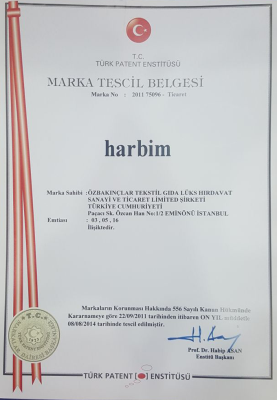 T.C.
TÜRK PATENT ENSTİTÜSÜ
MARKA TESCİL BELGESİ
Marka No : 2011 75096 - Ticaret
harbim
Marka Sahibi : ÖZBAKINÇLAR TEKSTİL GIDA LÜKS HIRDAVAT
SANAYİ VE TİCARET LİMİTED ŞİRKETİ
TÜRKİYE CUMHURİYETİ
Paçacı Sk. Özcan Han No:1/2 EMİNÖNÜ İSTANBUL
Emtiası : 03 , 05 , 16
İlişiktedir.
Markaların Korunması Hakkında 556 Sayılı Kanun Hükmünde
Kararnameye göre 22/09/2011 tarihinden itibaren ON YIL
08/08/2014 tarihinde tescil edilmiştir.
Prof. Dr. Habip ASAN
Enstitü Başkanı
T.C.
TÜRK PATENT ENSTİTÜSÜ